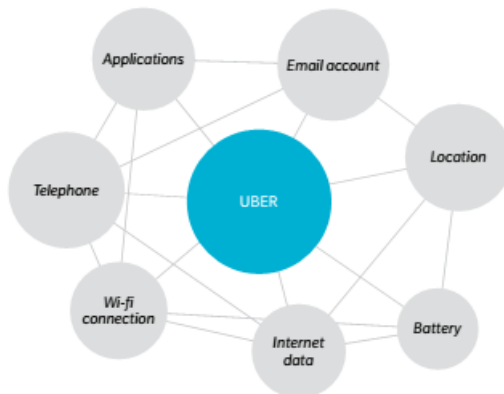 Applications
Email account
Location
Telephone
UBER
Wi-fi
connection
Internet
data
Battery